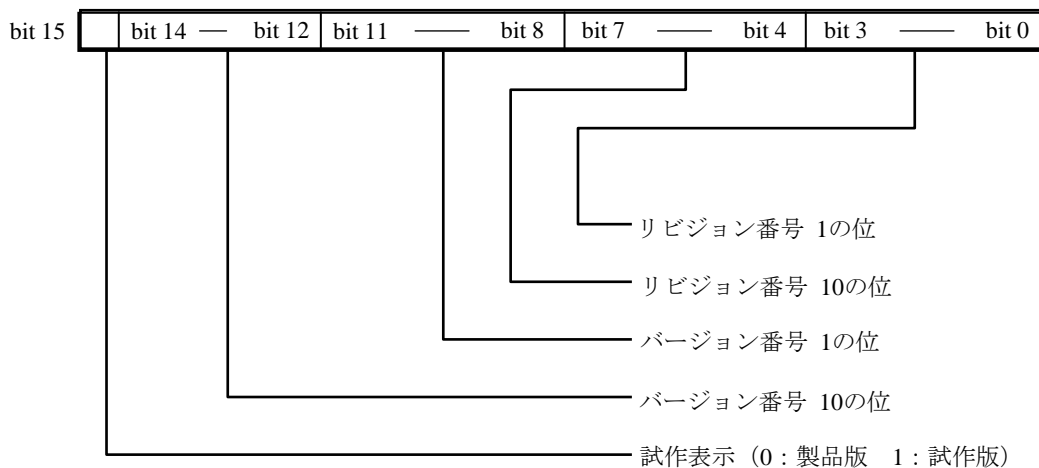 bit 15 bit 14 — bit 12 bit 11 — bit 8 bit 7 — bit 4 bit 3 — bit 0
リビジョン番号 1の位
リビジョン番号 10の位
バージョン番号 1の位
バージョン番号 10の位
試作表示（0：製品版　1：試作版）